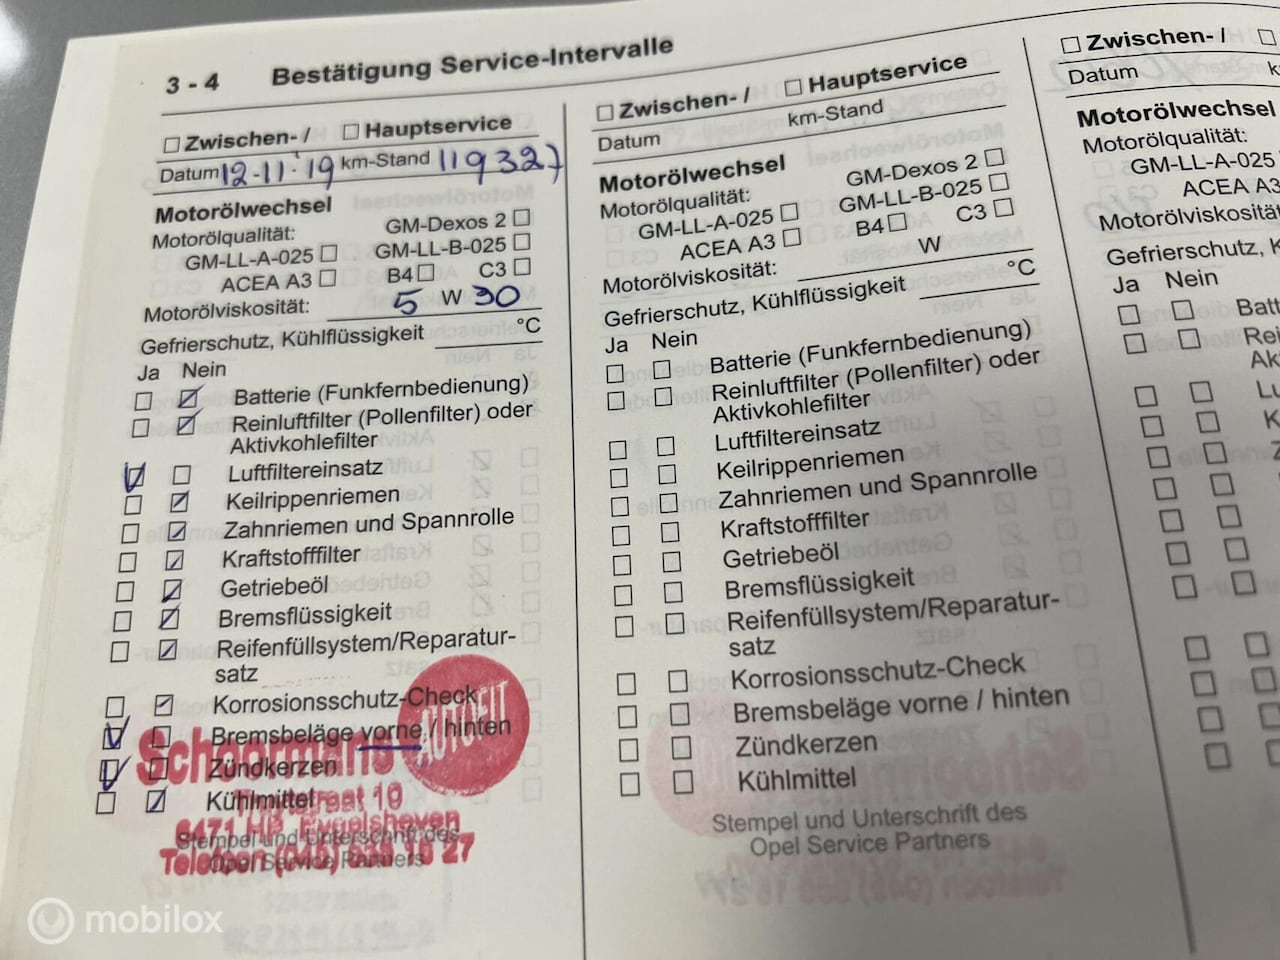 3 - 4 Bestätigung Service-Intervalle
☐ Zwischen- / ☐ Hauptservice
Datum 12-11-'19 km-Stand 119327
Motorölwechsel
Motorölqualität: GM-Dexos 2 ☐
GM-LL-A-025 ☐ GM-LL-B-025 ☐
ACEA A3 ☐ B4 ☐ C3 ☐
Motorölviskosität: 5 W 30
Gefrierschutz, Kühlflüssigkeit °C
Ja Nein
☐ ☑ Batterie (Funkfernbedienung)
☐ ☑ Reinluftfilter (Pollenfilter) oder
Aktivkohlefilter
☑ ☐ Luftfiltereinsatz
☐ ☑ Keilrippenriemen
☐ ☑ Zahnriemen und Spannrolle
☐ ☑ Kraftstofffilter
☐ ☑ Getriebeöl
☐ ☑ Bremsflüssigkeit
☐ ☑ Reifenfüllsystem/Reparatur-
satz
☐ ☑ Korrosionsschutz-Check
☑ ☐ Bremsbeläge vorne / hinten
☑ ☐ Zündkerzen
☐ ☑ Kühlmittel
Stempel und Unterschrift des
Opel Service Partners
AUTOFIT
6471
Telefoon
☐ Zwischen- / ☐ Hauptservice
Datum km-Stand
Motorölwechsel
Motorölqualität: GM-Dexos 2 ☐
GM-LL-A-025 ☐ GM-LL-B-025 ☐
ACEA A3 ☐ B4 ☐ C3 ☐
Motorölviskosität: W
Gefrierschutz, Kühlflüssigkeit °C
Ja Nein
☐ ☐ Batterie (Funkfernbedienung)
☐ ☐ Reinluftfilter (Pollenfilter) oder
Aktivkohlefilter
☐ ☐ Luftfiltereinsatz
☐ ☐ Keilrippenriemen
☐ ☐ Zahnriemen und Spannrolle
☐ ☐ Kraftstofffilter
☐ ☐ Getriebeöl
☐ ☐ Bremsflüssigkeit
☐ ☐ Reifenfüllsystem/Reparatur-
satz
☐ ☐ Korrosionsschutz-Check
☐ ☐ Bremsbeläge vorne / hinten
☐ ☐ Zündkerzen
☐ ☐ Kühlmittel
Stempel und Unterschrift des
Opel Service Partners
☐ Zwischen- / ☐
Datum
Motorölwechsel
Motorölqualität:
GM-LL-A-025
ACEA A3
Motorölviskosität
Gefrierschutz,
Ja Nein
mobilox